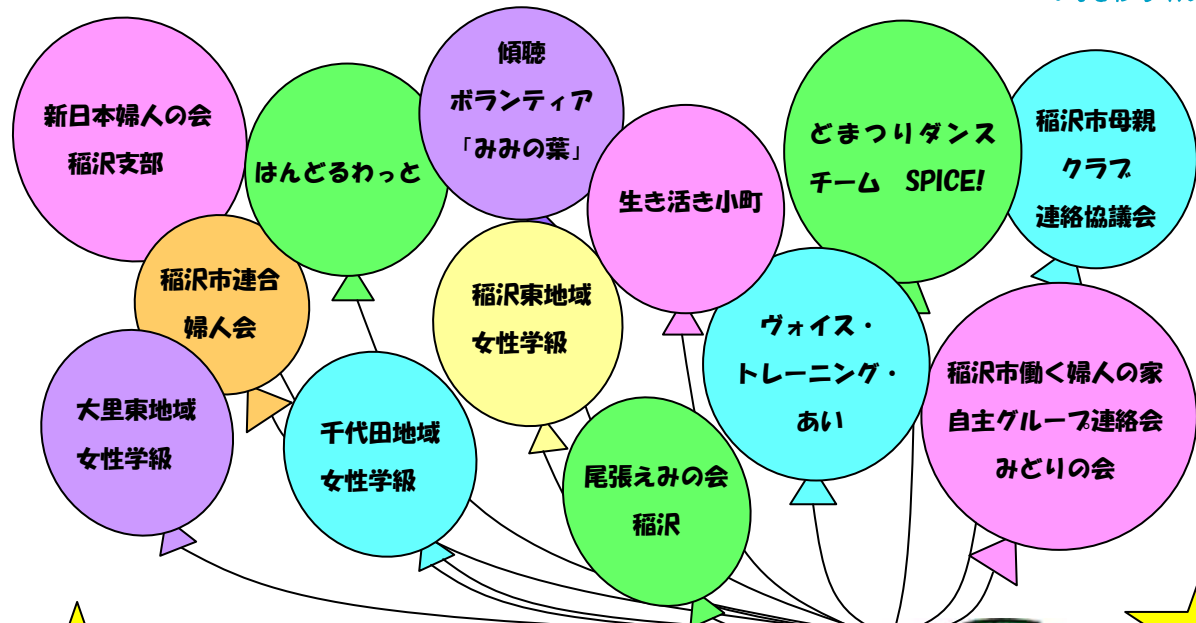 新日本婦人の会
稲沢支部
はんどるわっと
傾聴
ボランティア
「みみの葉」
生き活き小町
どまつりダンス
チーム　SPICE!
稲沢市母親
クラブ
連絡協議会
稲沢市連合
婦人会
稲沢東地域
女性学級
ヴォイス・
トレーニング・
あい
稲沢市働く婦人の家
自主グループ連絡会
みどりの会
大里東地域
女性学級
千代田地域
女性学級
尾張えみの会
稲沢